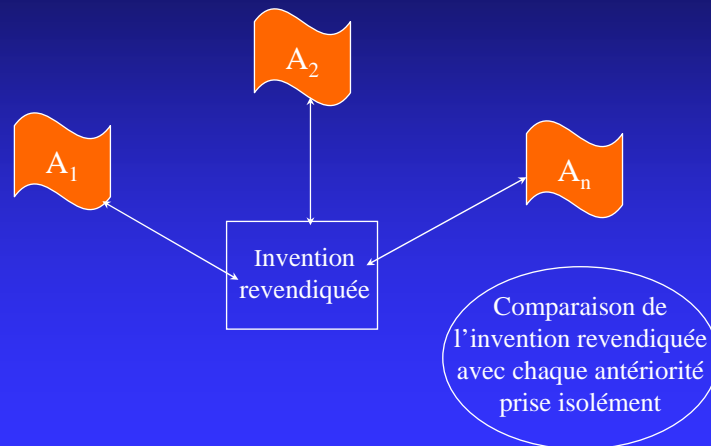 A₂
A₁
Aₙ
Invention
revendiquée
Comparaison de
l’invention revendiquée
avec chaque antériorité
prise isolément